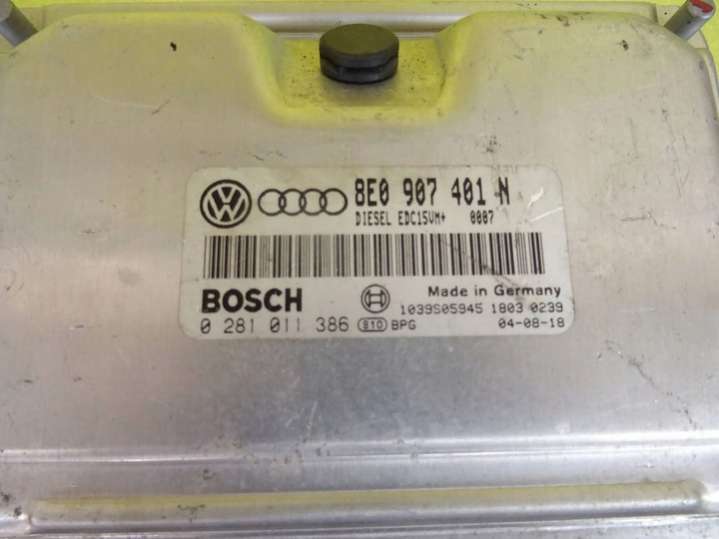 8E0 907 401 N
DIESEL EDC15VM+ 0007
BOSCH
Made in Germany
1039S05945 1803 0239
0 281 011 386 810 BPG 04-08-18